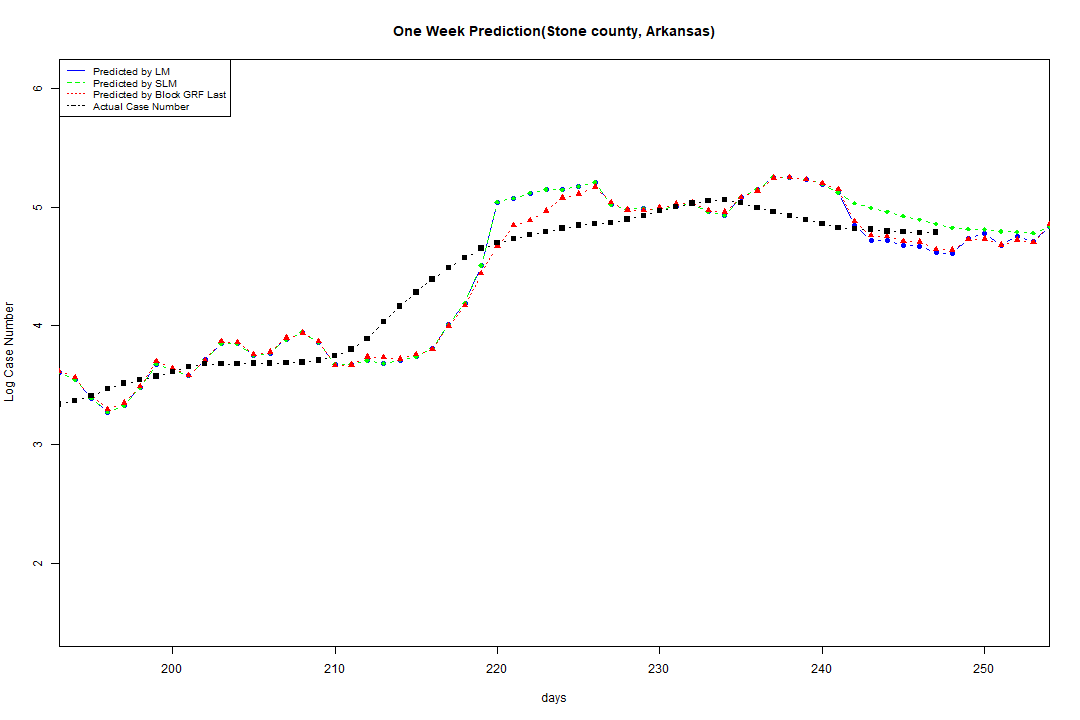 One Week Prediction(Stone county, Arkansas)
Predicted by LM
Predicted by SLM
Predicted by Block GRF Last
Actual Case Number
6
5
4
3
2
Log Case Number
200 210 220 230 240 250
days